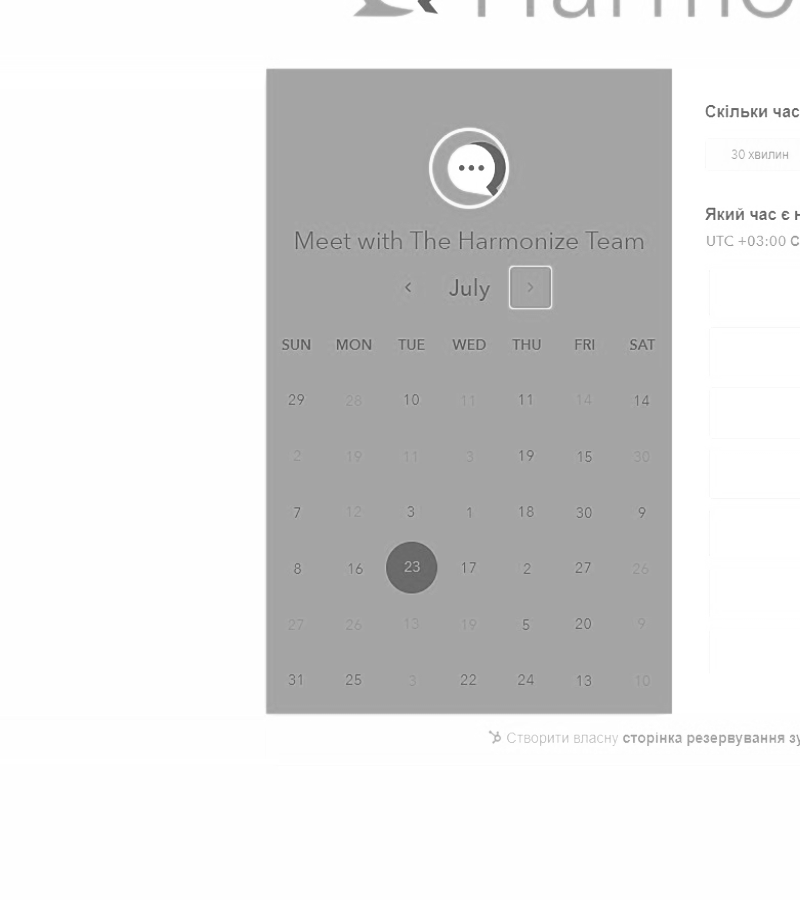 Harmo
Скільки час
30 хвилин
Який час є н
UTC +03:00 С
Meet with The Harmonize Team
July
SUN MON TUE WED THU FRI SAT
29 28 10 11 11 14 14
2 19 11 3 19 15 30
7 12 3 1 18 30 9
8 16 23 17 2 27 26
27 26 13 19 5 20 9
31 25 3 22 24 13 10
Створити власну сторінка резервування зу